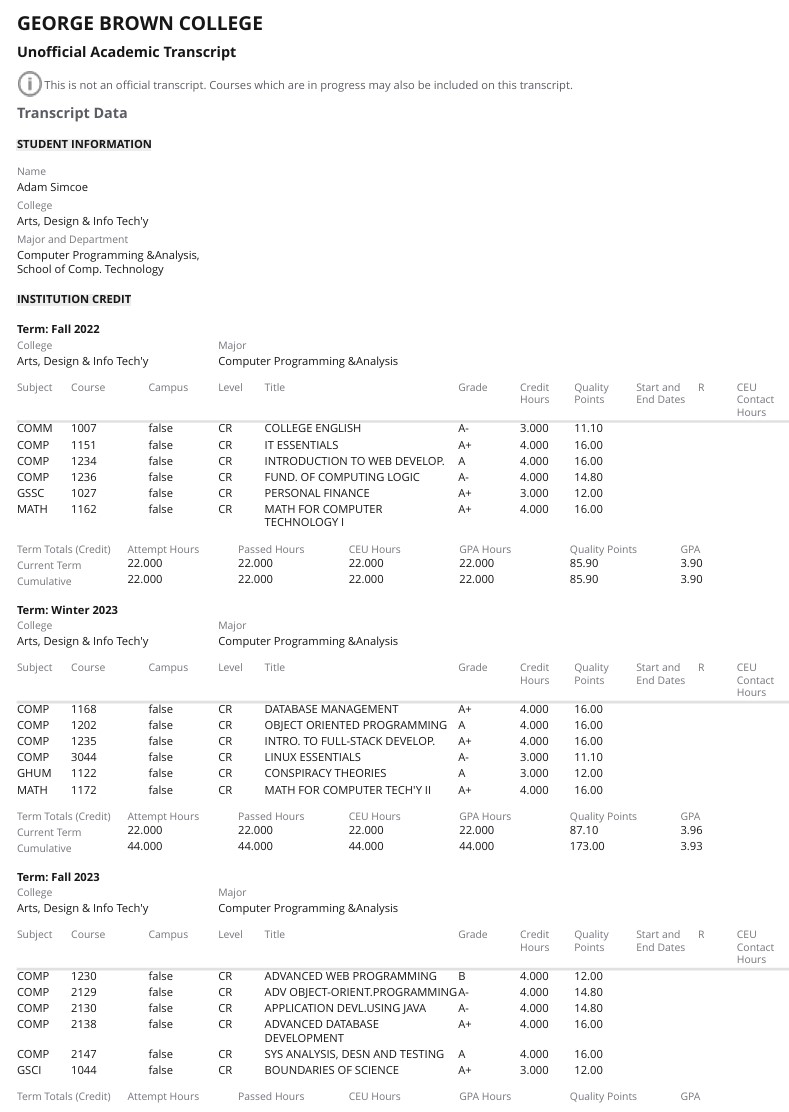 GEORGE BROWN COLLEGE
Unofficial Academic Transcript
This is not an official transcript. Courses which are in progress may also be included on this transcript.
Transcript Data
STUDENT INFORMATION
Name
Adam Simcoe
College
Arts, Design & Info Tech'y
Major and Department
Computer Programming &Analysis,
School of Comp. Technology
INSTITUTION CREDIT
Term: Fall 2022
College Major
Arts, Design & Info Tech'y Computer Programming &Analysis
Subject Course Campus Level Title Grade Credit Quality Start and R CEU
Hours Points End Dates Contact
Hours
COMM 1007 false CR COLLEGE ENGLISH A- 3.000 11.10
COMP 1151 false CR IT ESSENTIALS A+ 4.000 16.00
COMP 1234 false CR INTRODUCTION TO WEB DEVELOP. A 4.000 16.00
COMP 1236 false CR FUND. OF COMPUTING LOGIC A- 4.000 14.80
GSSC 1027 false CR PERSONAL FINANCE A+ 3.000 12.00
MATH 1162 false CR MATH FOR COMPUTER A+ 4.000 16.00
TECHNOLOGY I
Term Totals (Credit) Attempt Hours Passed Hours CEU Hours GPA Hours Quality Points GPA
Current Term 22.000 22.000 22.000 22.000 85.90 3.90
Cumulative 22.000 22.000 22.000 22.000 85.90 3.90
Term: Winter 2023
College Major
Arts, Design & Info Tech'y Computer Programming &Analysis
Subject Course Campus Level Title Grade Credit Quality Start and R CEU
Hours Points End Dates Contact
Hours
COMP 1168 false CR DATABASE MANAGEMENT A+ 4.000 16.00
COMP 1202 false CR OBJECT ORIENTED PROGRAMMING A 4.000 16.00
COMP 1235 false CR INTRO. TO FULL-STACK DEVELOP. A+ 4.000 16.00
COMP 3044 false CR LINUX ESSENTIALS A- 3.000 11.10
GHUM 1122 false CR CONSPIRACY THEORIES A 3.000 12.00
MATH 1172 false CR MATH FOR COMPUTER TECH'Y II A+ 4.000 16.00
Term Totals (Credit) Attempt Hours Passed Hours CEU Hours GPA Hours Quality Points GPA
Current Term 22.000 22.000 22.000 22.000 87.10 3.96
Cumulative 44.000 44.000 44.000 44.000 173.00 3.93
Term: Fall 2023
College Major
Arts, Design & Info Tech'y Computer Programming &Analysis
Subject Course Campus Level Title Grade Credit Quality Start and R CEU
Hours Points End Dates Contact
Hours
COMP 1230 false CR ADVANCED WEB PROGRAMMING B 4.000 12.00
COMP 2129 false CR ADV OBJECT-ORIENT.PROGRAMMING A- 4.000 14.80
COMP 2130 false CR APPLICATION DEVL.USING JAVA A- 4.000 14.80
COMP 2138 false CR ADVANCED DATABASE A+ 4.000 16.00
DEVELOPMENT
COMP 2147 false CR SYS ANALYSIS, DESN AND TESTING A 4.000 16.00
GSCI 1044 false CR BOUNDARIES OF SCIENCE A+ 3.000 12.00
Term Totals (Credit) Attempt Hours Passed Hours CEU Hours GPA Hours Quality Points GPA